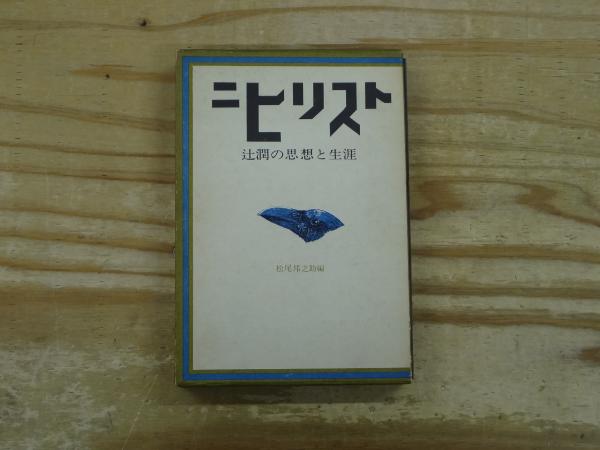 ニヒリスト
辻潤の思想と生涯
松尾邦之助編